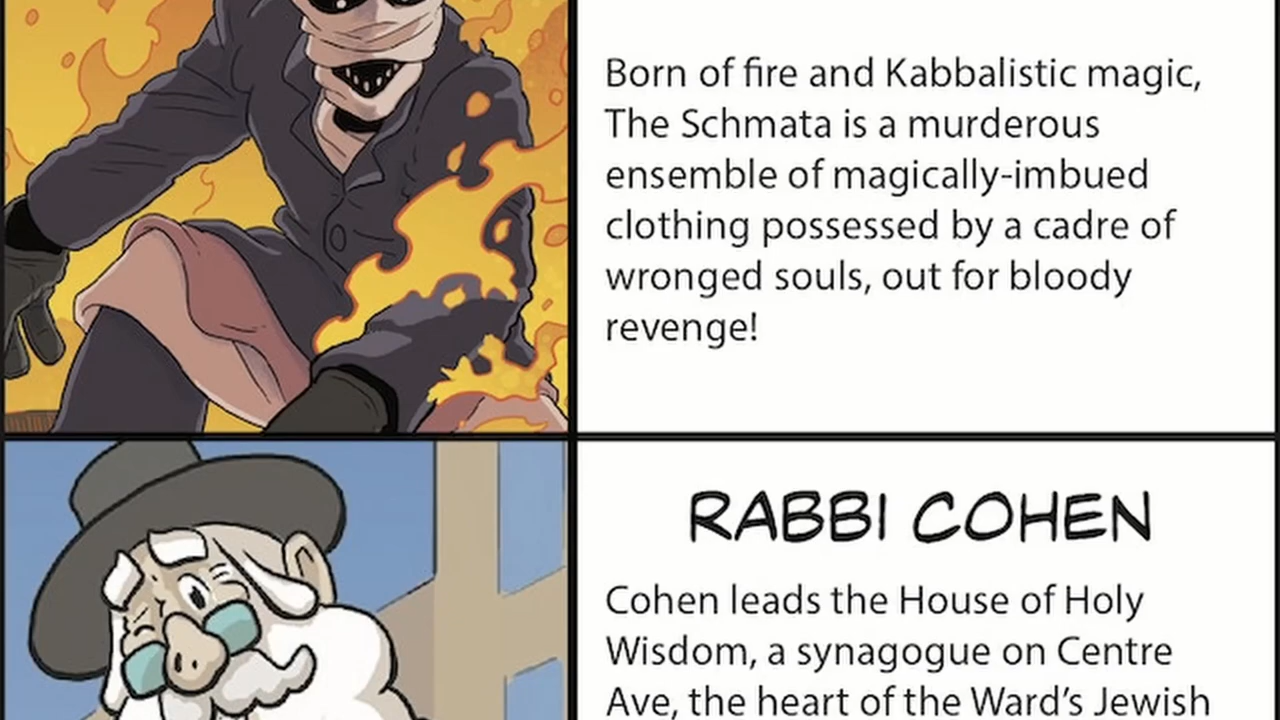 Born of fire and Kabbalistic magic,
The Schmata is a murderous
ensemble of magically-imbued
clothing possessed by a cadre of
wronged souls, out for bloody
revenge!
RABBI COHEN
Cohen leads the House of Holy
Wisdom, a synagogue on Centre
Ave, the heart of the Ward’s Jewish